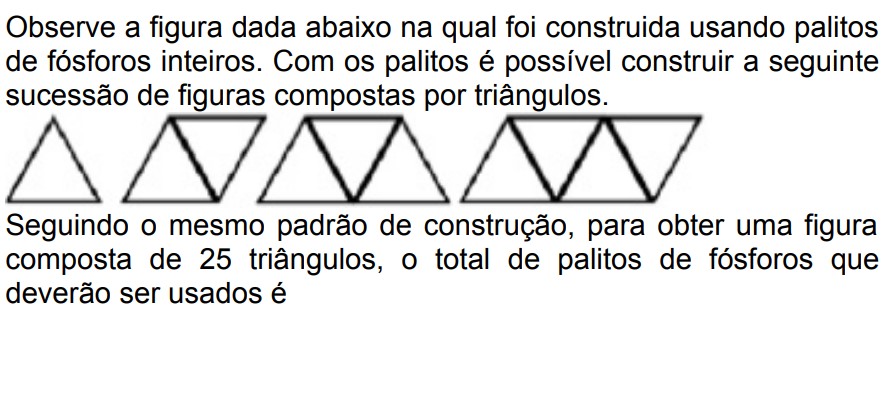 Observe a figura dada abaixo na qual foi construida usando palitos
de fósforos inteiros. Com os palitos é possível construir a seguinte
sucessão de figuras compostas por triângulos.
Seguindo o mesmo padrão de construção, para obter uma figura
composta de 25 triângulos, o total de palitos de fósforos que
deverão ser usados é